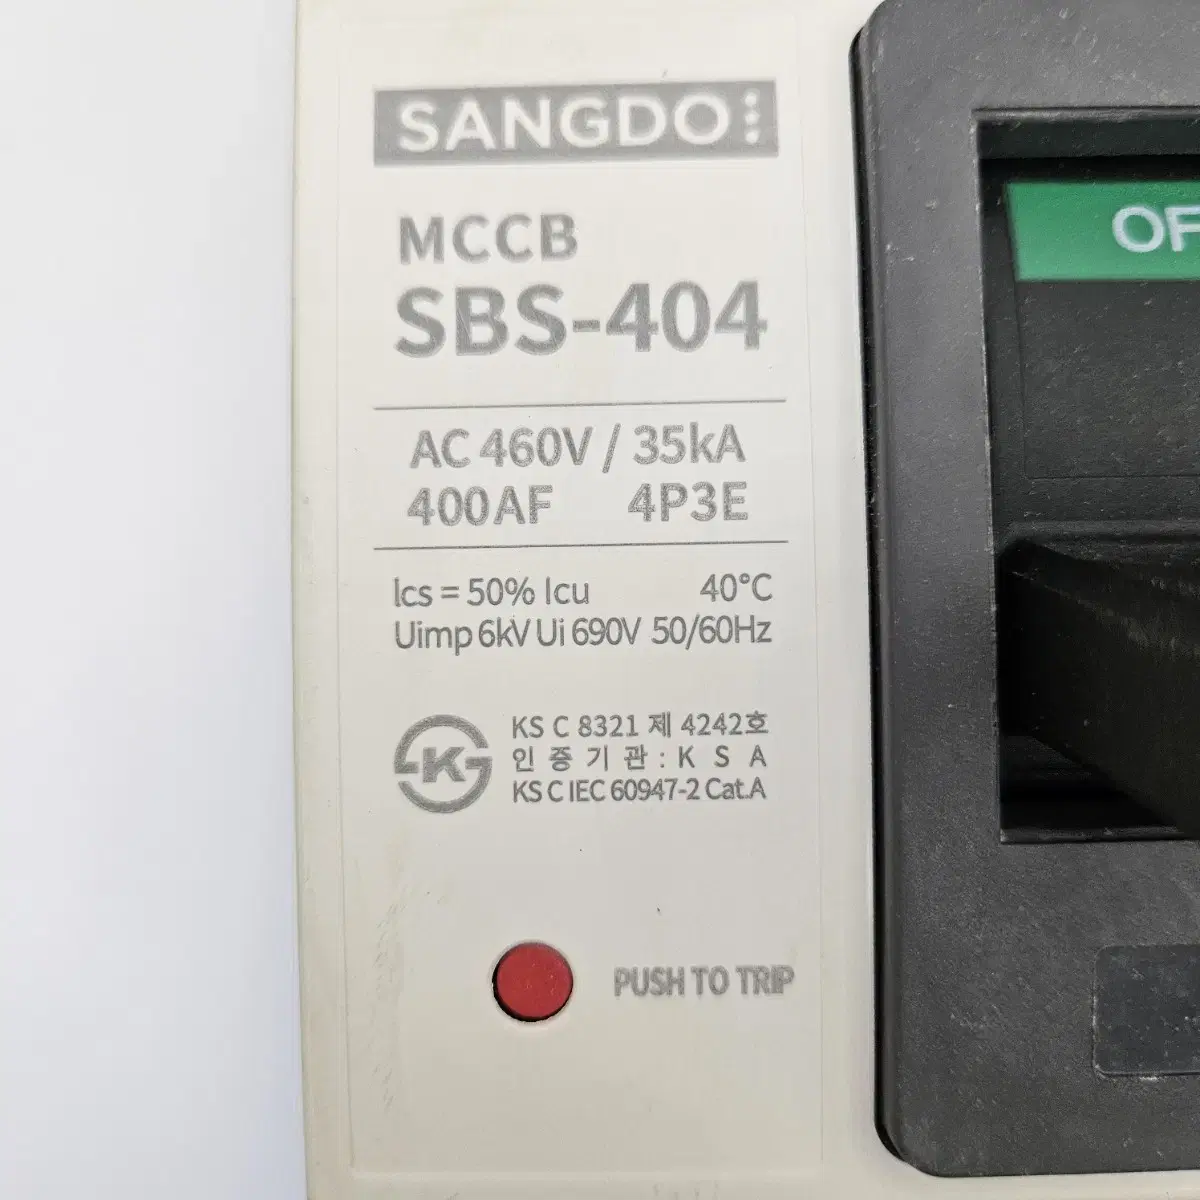 SANGDO
MCCB
SBS-404
AC 460V / 35kA
400AF 4P3E
Ics = 50% Icu 40°C
Uimp 6kV Ui 690V 50/60Hz
K
KS C 8321 제 4242호
인 증 기 관 : K S A
KS C IEC 60947-2 Cat.A
PUSH TO TRIP
OF